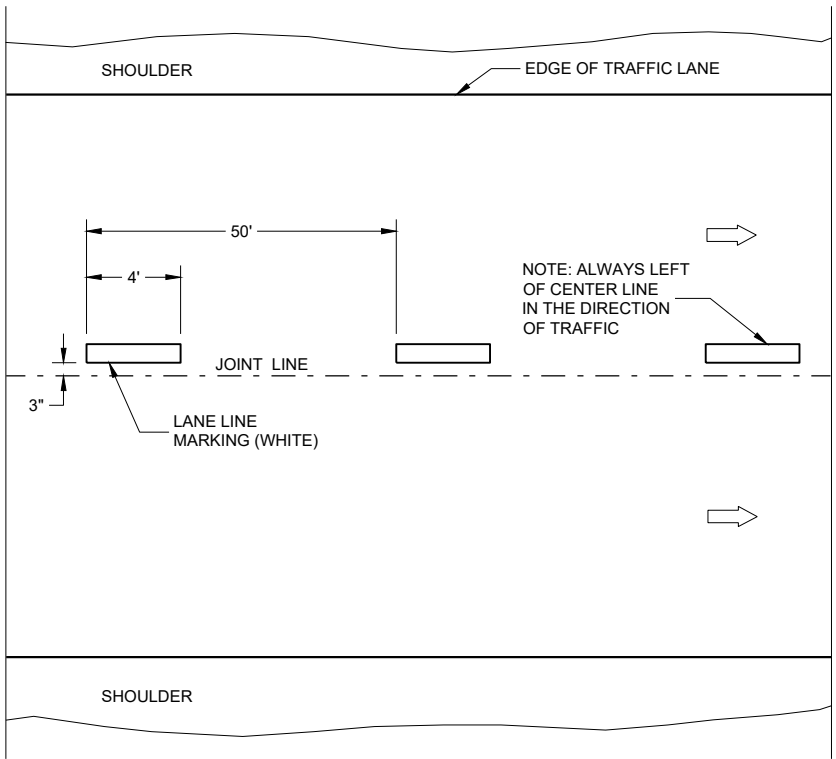 SHOULDER
EDGE OF TRAFFIC LANE
50'
4'
NOTE: ALWAYS LEFT
OF CENTER LINE
IN THE DIRECTION
OF TRAFFIC
JOINT LINE
3"
LANE LINE
MARKING (WHITE)
SHOULDER